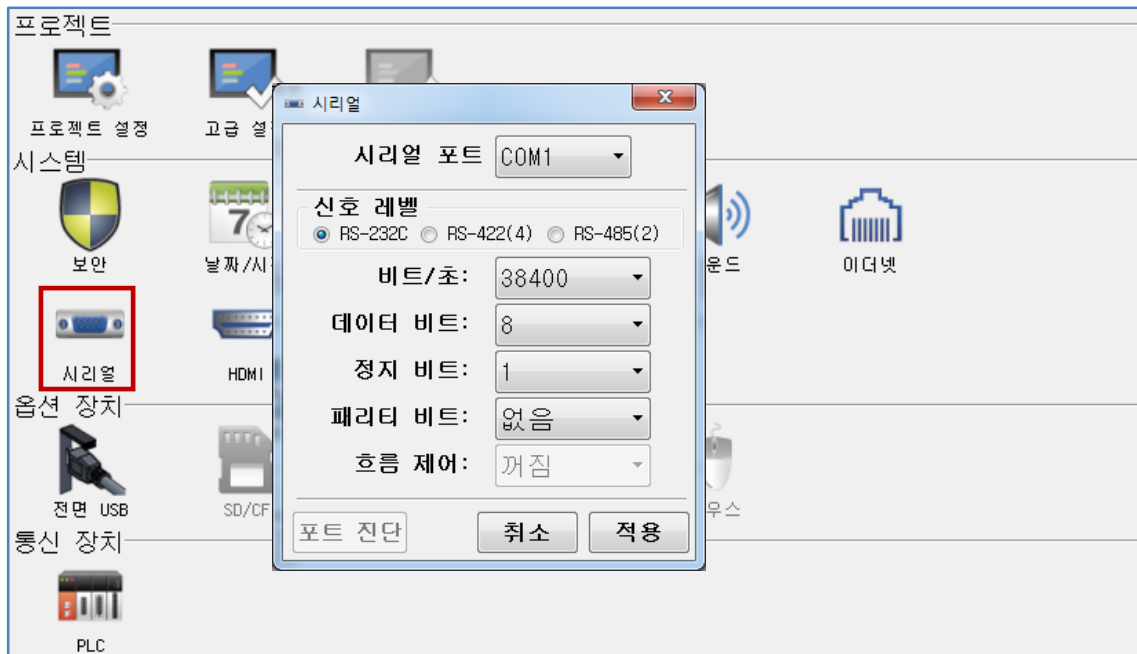 프로젝트
프로젝트 설정
고급 설
시스템
보안
날짜/시
운드
이더넷
시리얼
HDMI
옵션 장치
전면 USB
SD/CF
우스
통신 장치
PLC
시리얼
시리얼 포트 COM1
신호 레벨
RS-232C RS-422(4) RS-485(2)
비트/초: 38400
데이터 비트: 8
정지 비트: 1
패리티 비트: 없음
흐름 제어: 꺼짐
포트 진단 취소 적용